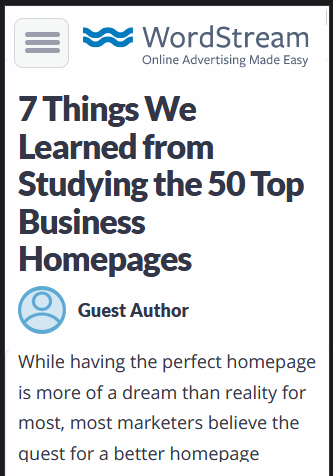 WordStream
Online Advertising Made Easy
7 Things We
Learned from
Studying the 50 Top
Business
Homepages
Guest Author
While having the perfect homepage
is more of a dream than reality for
most, most marketers believe the
quest for a better homepage